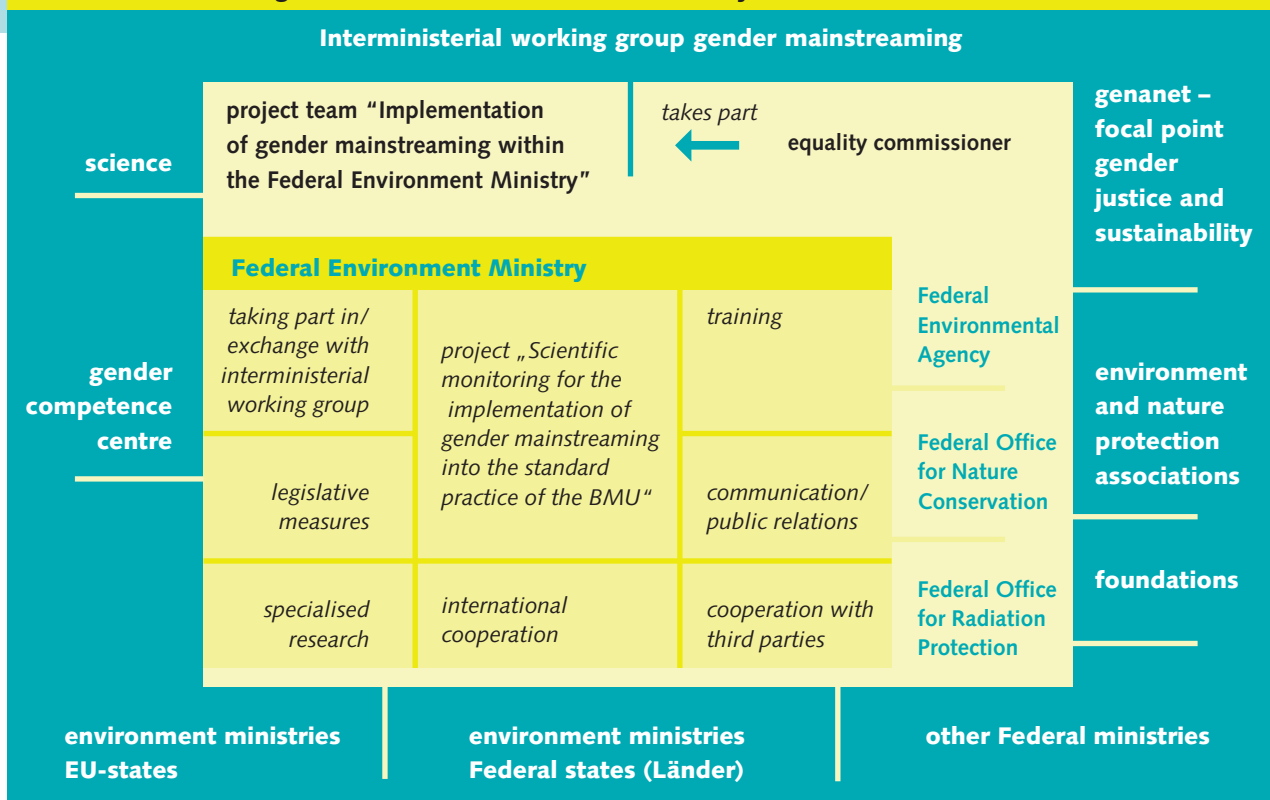 Interministerial working group gender mainstreaming
project team “Implementation
of gender mainstreaming within
the Federal Environment Ministry”
takes part
equality commissioner
science
gender
competence
centre
genanet –
focal point
gender
justice and
sustainability
environment
and nature
protection
associations
foundations
Federal Environment Ministry
taking part in/
exchange with
interministerial
working group
project „Scientific
monitoring for the
implementation of
gender mainstreaming
into the standard
practice of the BMU“
training
legislative
measures
communication/
public relations
specialised
research
international
cooperation
cooperation with
third parties
Federal
Environmental
Agency
Federal Office
for Nature
Conservation
Federal Office
for Radiation
Protection
environment ministries
EU-states
environment ministries
Federal states (Länder)
other Federal ministries